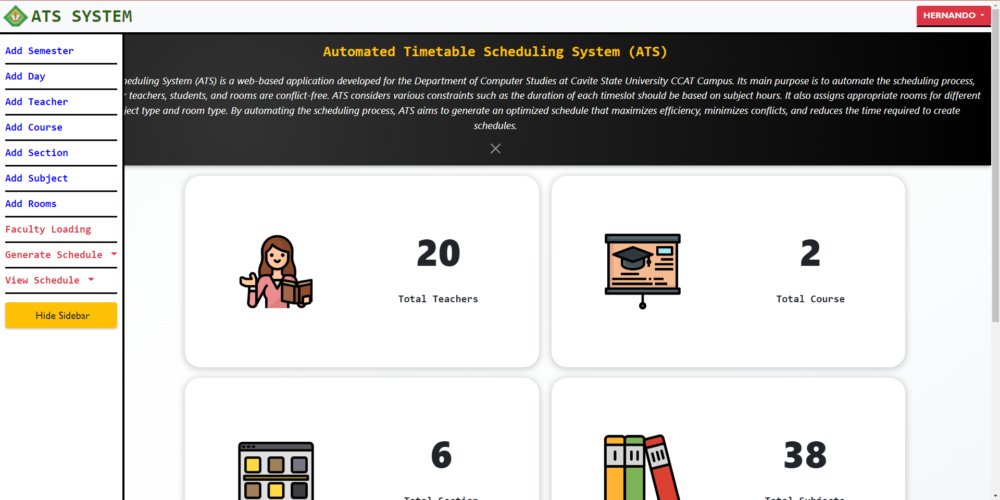 ATS SYSTEM
HERNANDO
Add Semester
Add Day
Add Teacher
Add Course
Add Section
Add Subject
Add Rooms
Faculty Loading
Generate Schedule
View Schedule
Hide Sidebar
Automated Timetable Scheduling System (ATS)
heduling System (ATS) is a web-based application developed for the Department of Computer Studies at Cavite State University CCAT Campus. Its main purpose is to automate the scheduling process,
r teachers, students, and rooms are conflict-free. ATS considers various constraints such as the duration of each timeslot should be based on subject hours. It also assigns appropriate rooms for different
ject type and room type. By automating the scheduling process, ATS aims to generate an optimized schedule that maximizes efficiency, minimizes conflicts, and reduces the time required to create
schedules.
20
Total Teachers
2
Total Course
6
Total Section
38
Total Subjects